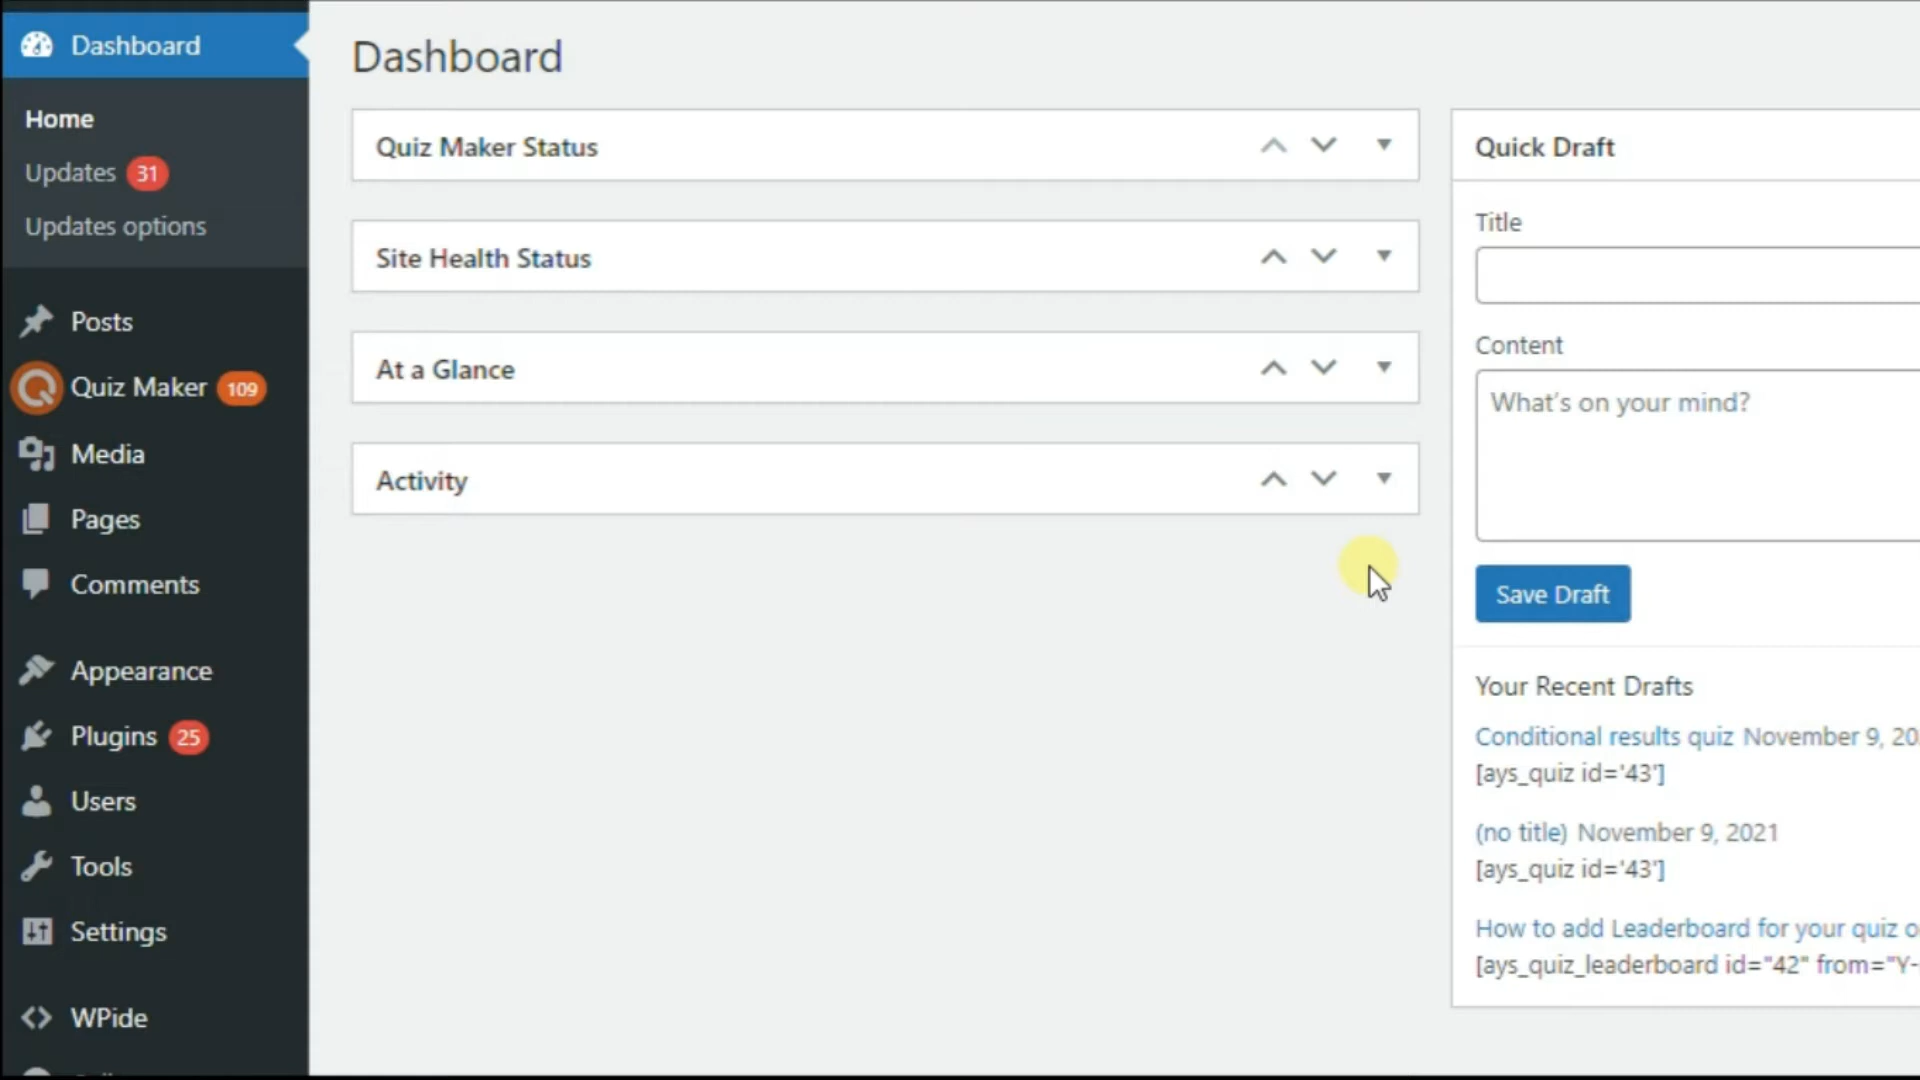 Dashboard
Home
Updates 31
Updates options
Posts
Quiz Maker 109
Media
Pages
Comments
Appearance
Plugins 25
Users
Tools
Settings
WPide
Dashboard
Quiz Maker Status
Site Health Status
At a Glance
Activity
Quick Draft
Title
Content
What's on your mind?
Save Draft
Your Recent Drafts
Conditional results quiz November 9, 20
[ays_quiz id='43']
(no title) November 9, 2021
[ays_quiz id='43']
How to add Leaderboard for your quiz o
[ays_quiz_leaderboard id="42" from="Y-